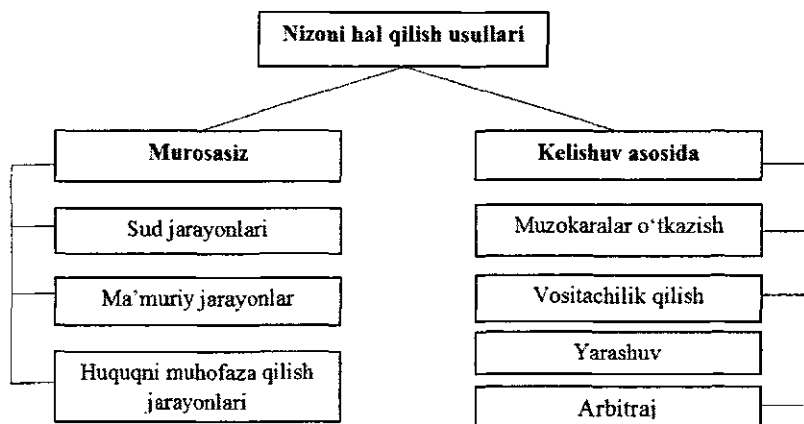 Nizoni hal qilish usullari
Murosasiz
Sud jarayonlari
Ma’muriy jarayonlar
Huquqni muhofaza qilish
jarayonlari
Kelishuv asosida
Muzokaralar o‘tkazish
Vositachilik qilish
Yarashuv
Arbitraj